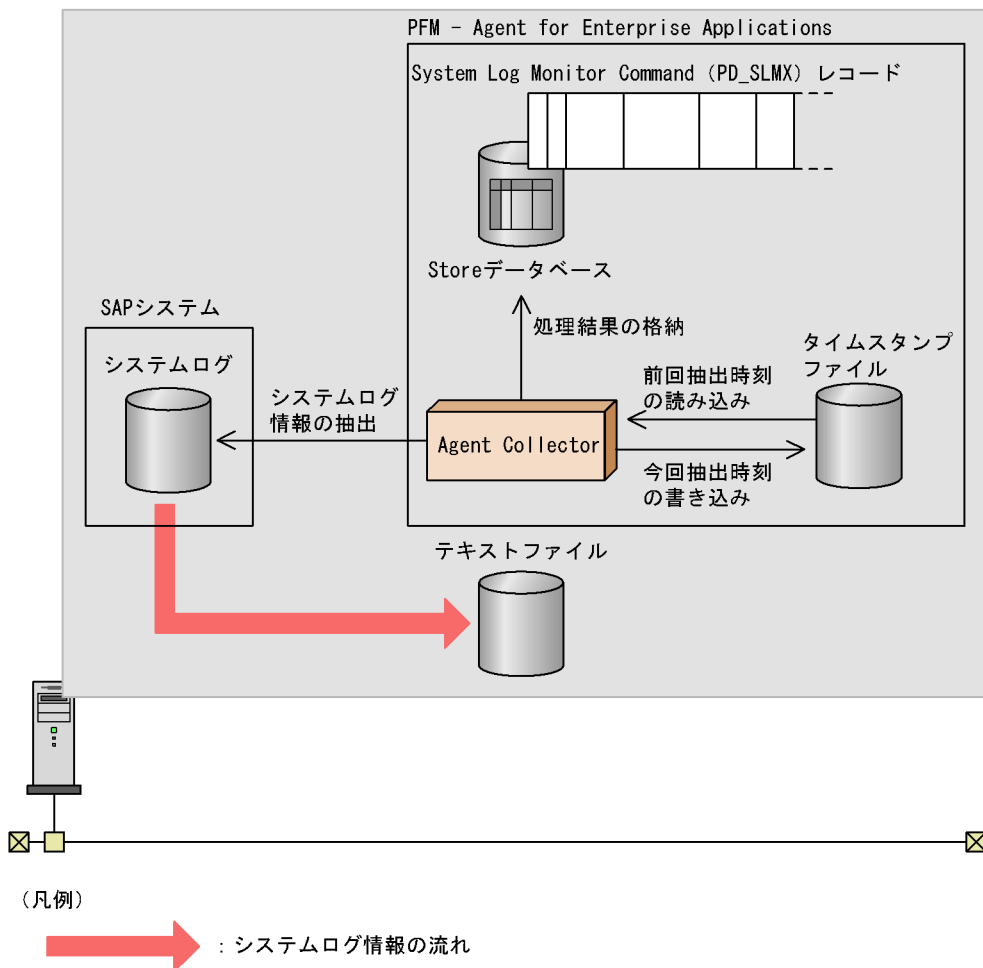 PFM - Agent for Enterprise Applications
System Log Monitor Command (PD_SLMX) レコード
Storeデータベース
SAPシステム
処理結果の格納
タイムスタンプ
ファイル
システムログ
前回抽出時刻
の読み込み
システムログ
情報の抽出
Agent Collector
今回抽出時刻
の書き込み
テキストファイル
(凡例)
:システムログ情報の流れ